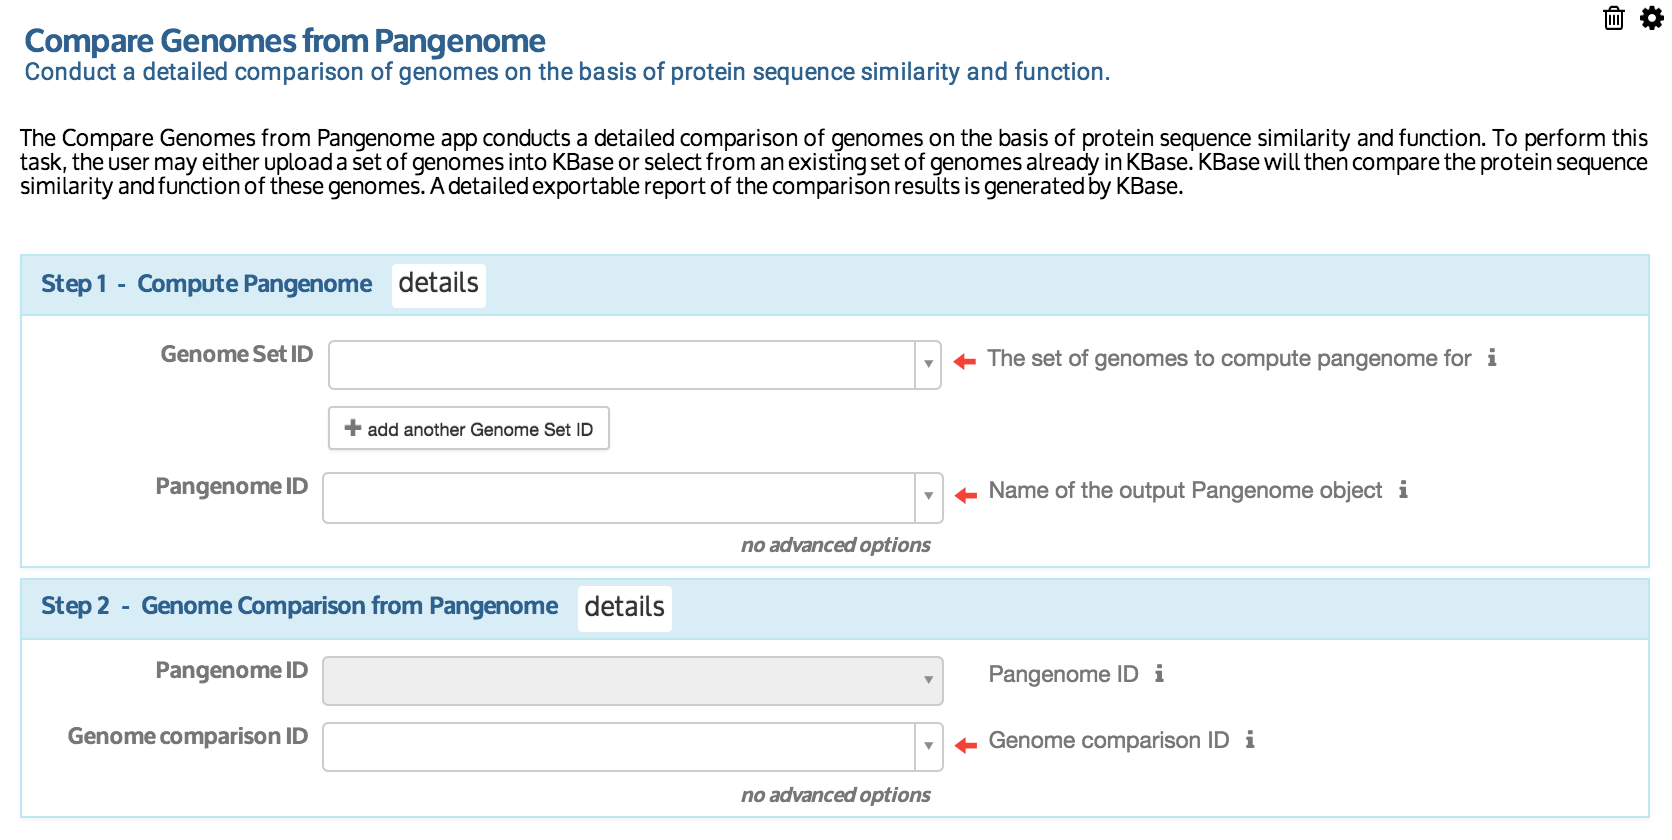 Compare Genomes from Pangenome
Conduct a detailed comparison of genomes on the basis of protein sequence similarity and function.
The Compare Genomes from Pangenome app conducts a detailed comparison of genomes on the basis of protein sequence similarity and function. To perform this
task, the user may either upload a set of genomes into KBase or select from an existing set of genomes already in KBase. KBase will then compare the protein sequence
similarity and function of these genomes. A detailed exportable report of the comparison results is generated by KBase.
Step 1 - Compute Pangenome details
Genome Set ID The set of genomes to compute pangenome for
add another Genome Set ID
Pangenome ID Name of the output Pangenome object
no advanced options
Step 2 - Genome Comparison from Pangenome details
Pangenome ID Pangenome ID
Genome comparison ID Genome comparison ID
no advanced options